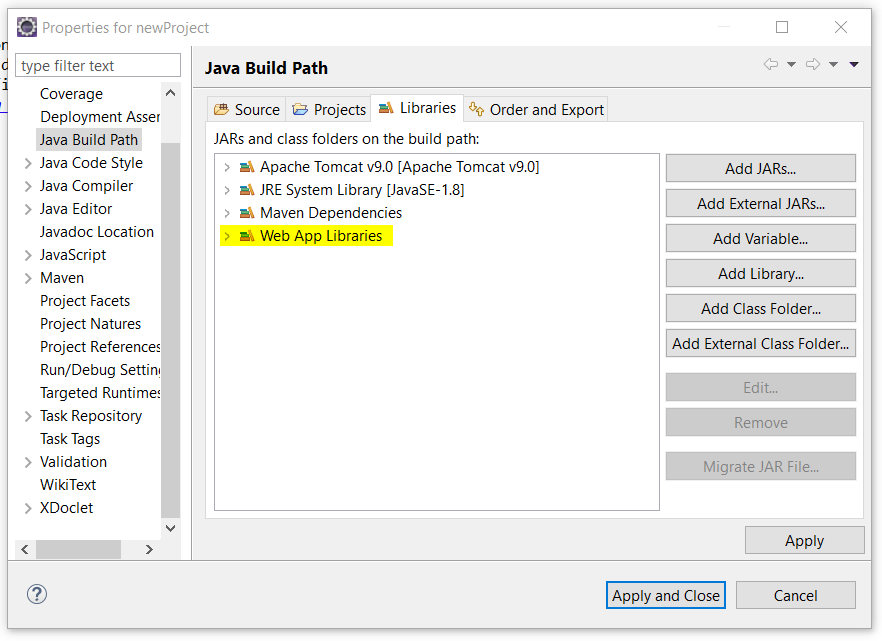 Properties for newProject
type filter text
Java Build Path
Coverage
Deployment Asser
Java Build Path
Java Code Style
Java Compiler
Java Editor
Javadoc Location
JavaScript
Maven
Project Facets
Project Natures
Project References
Run/Debug Setting
Targeted Runtimes
Task Repository
Task Tags
Validation
WikiText
XDoclet
Source
Projects
Libraries
Order and Export
JARs and class folders on the build path:
Apache Tomcat v9.0 [Apache Tomcat v9.0]
JRE System Library [JavaSE-1.8]
Maven Dependencies
Web App Libraries
Add JARs...
Add External JARs...
Add Variable...
Add Library...
Add Class Folder...
Add External Class Folder...
Edit...
Remove
Migrate JAR File...
Apply
?
Apply and Close
Cancel